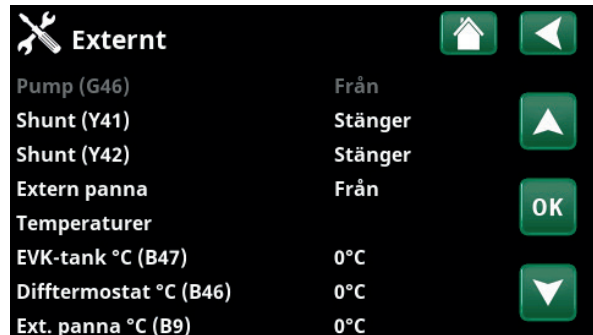 Externt
Pump (G46) Från
Shunt (Y41) Stänger
Shunt (Y42) Stänger
Extern panna Från
Temperaturer
OK
EVK-tank °C (B47) 0°C
Difftermostat °C (B46) 0°C
Ext. panna °C (B9) 0°C